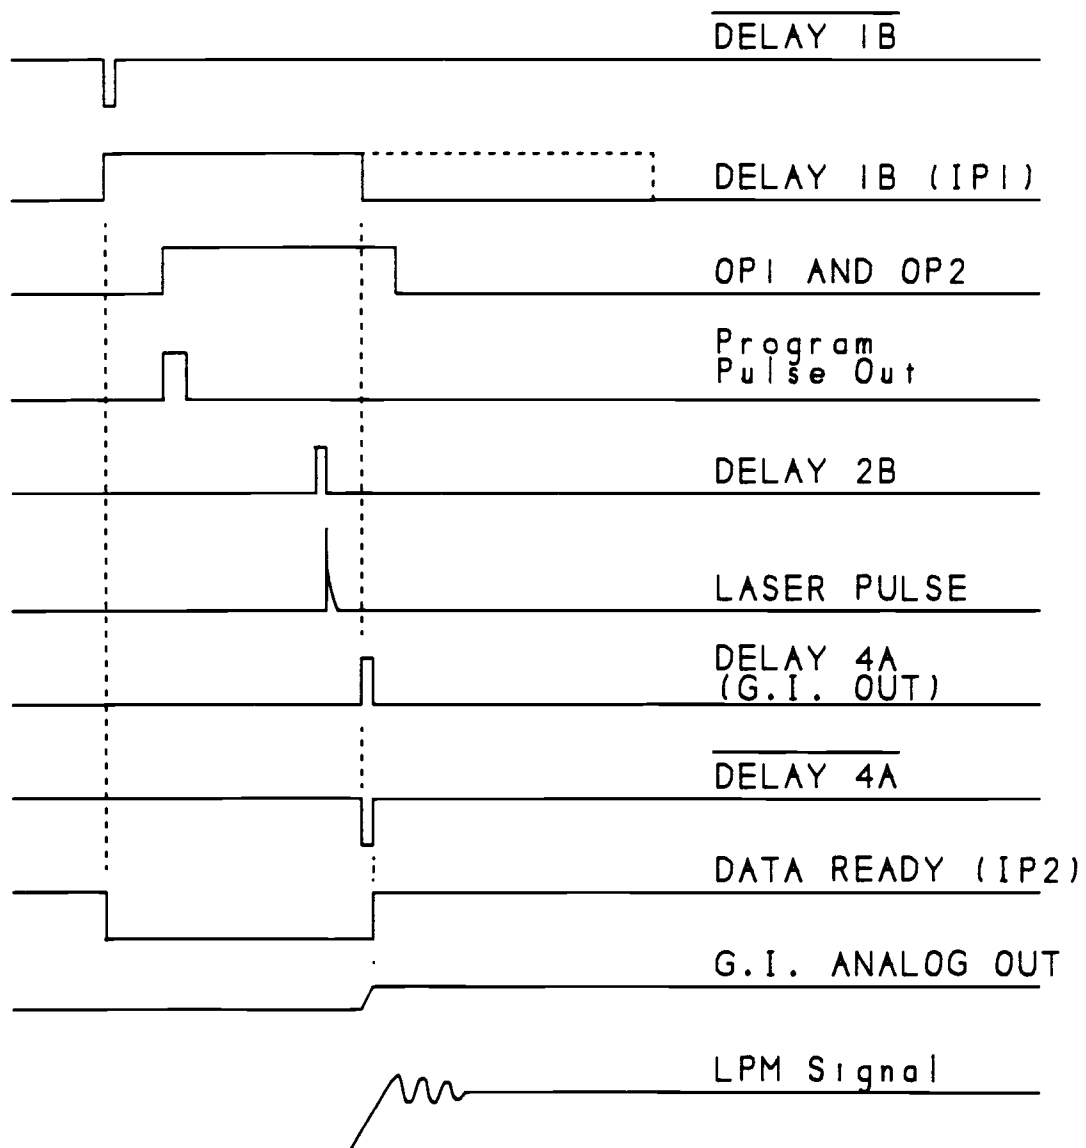 DELAY 1B
DELAY 1B (IP1)
OP1 AND OP2
Program
Pulse Out
DELAY 2B
LASER PULSE
DELAY 4A
(G.I. OUT)
DELAY 4A
DATA READY (IP2)
G.I. ANALOG OUT
LPM Signal